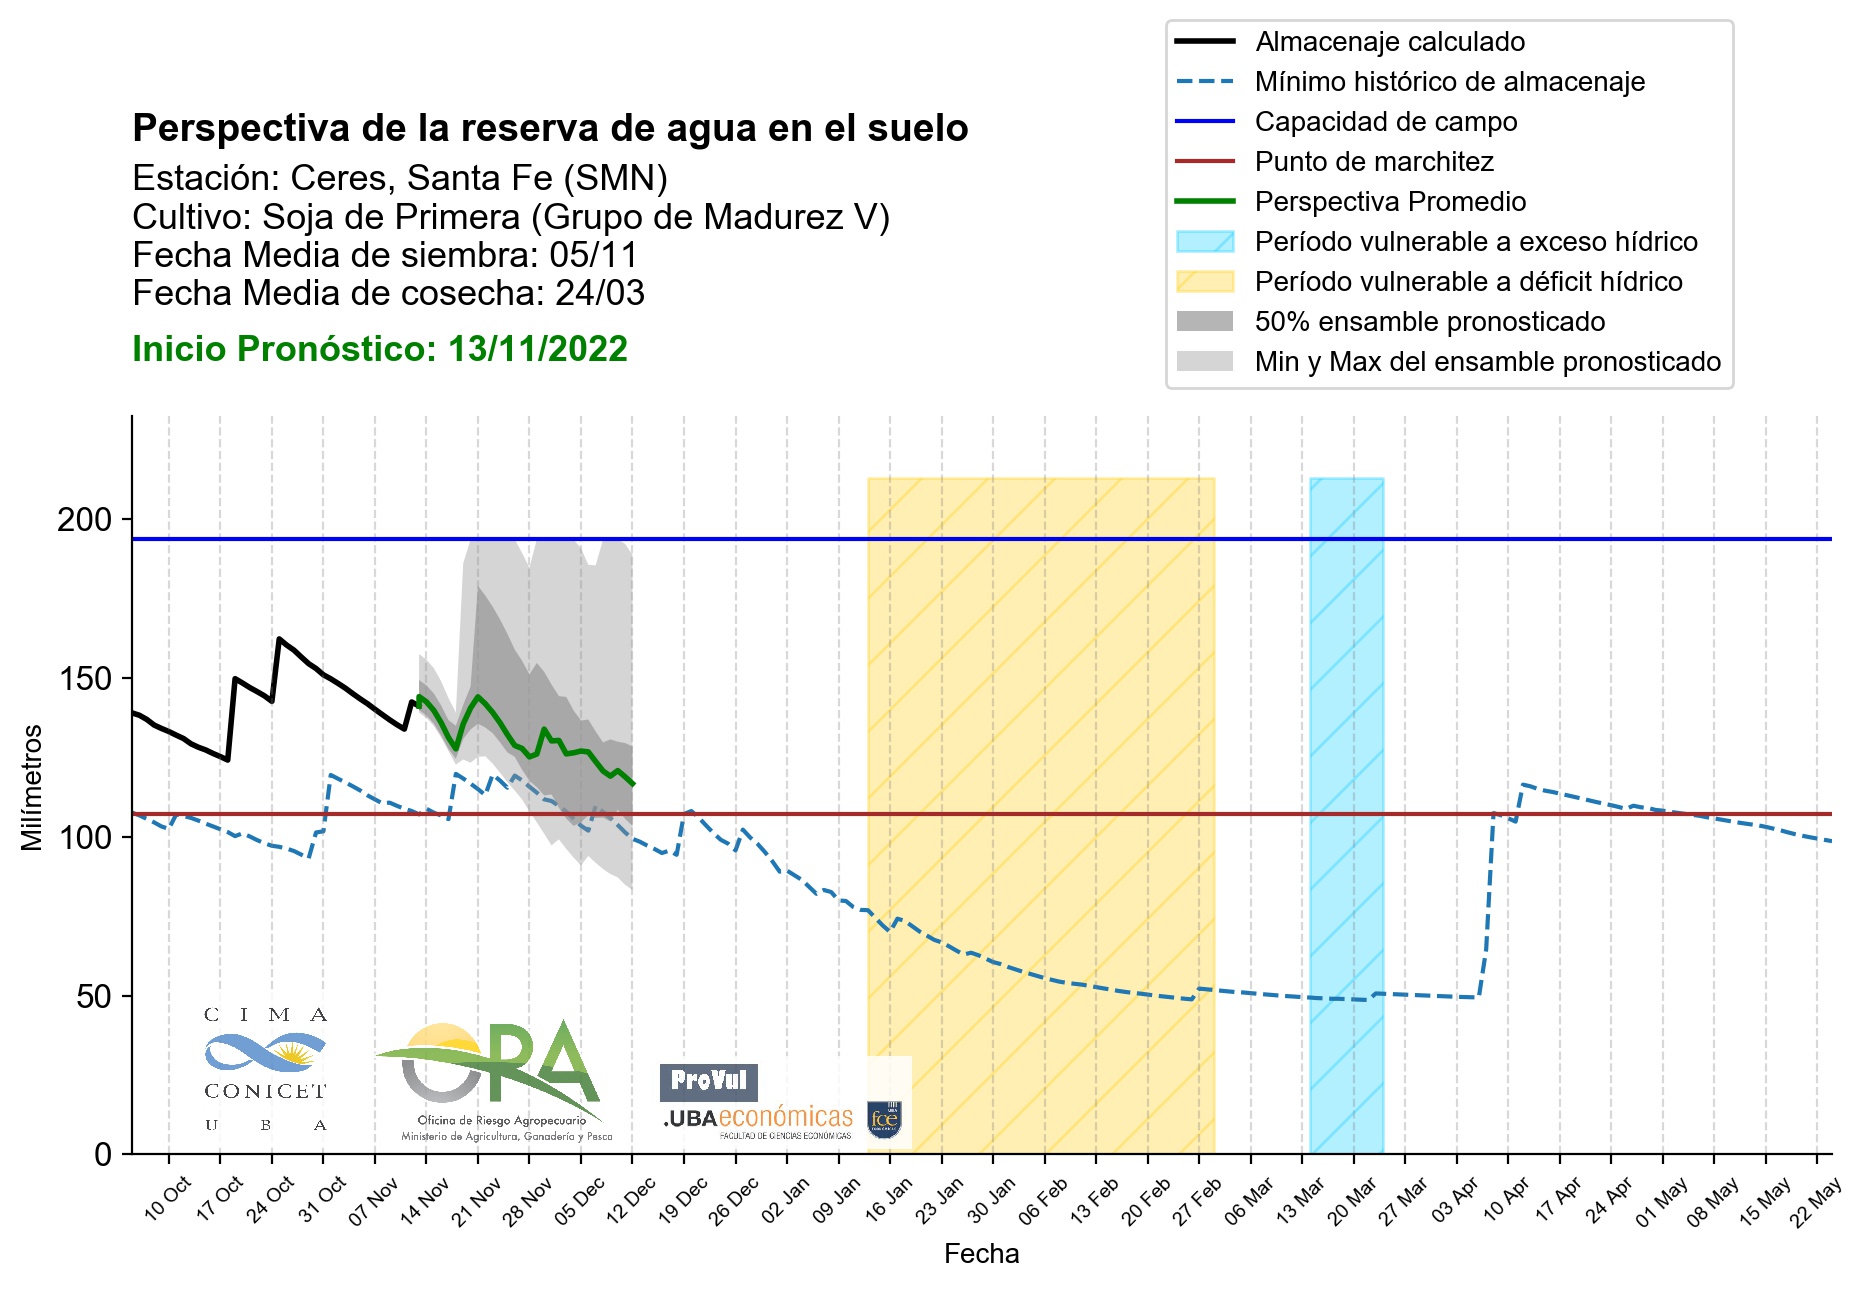 Almacenaje calculado
Mínimo histórico de almacenaje
Capacidad de campo
Punto de marchitez
Perspectiva Promedio
Período vulnerable a exceso hídrico
Período vulnerable a déficit hídrico
50% ensamble pronosticado
Min y Max del ensamble pronosticado
Perspectiva de la reserva de agua en el suelo
Estación: Ceres, Santa Fe (SMN)
Cultivo: Soja de Primera (Grupo de Madurez V)
Fecha Media de siembra: 05/11
Fecha Media de cosecha: 24/03
Inicio Pronóstico: 13/11/2022
Milímetros
200
150
100
50
0
C I M A
CONICET
U B A
ORA
Oficina de Riesgo Agropecuario
Ministerio de Agricultura, Ganadería y Pesca
ProVul
.UBAeconómicas
FACULTAD DE CIENCIAS ECONÓMICAS
UBA
fce
ECONÓMICAS
10 Oct
17 Oct
24 Oct
31 Oct
07 Nov
14 Nov
21 Nov
28 Nov
05 Dec
12 Dec
19 Dec
26 Dec
02 Jan
09 Jan
16 Jan
23 Jan
30 Jan
06 Feb
13 Feb
20 Feb
27 Feb
06 Mar
13 Mar
20 Mar
27 Mar
03 Apr
10 Apr
17 Apr
24 Apr
01 May
08 May
15 May
22 May
Fecha